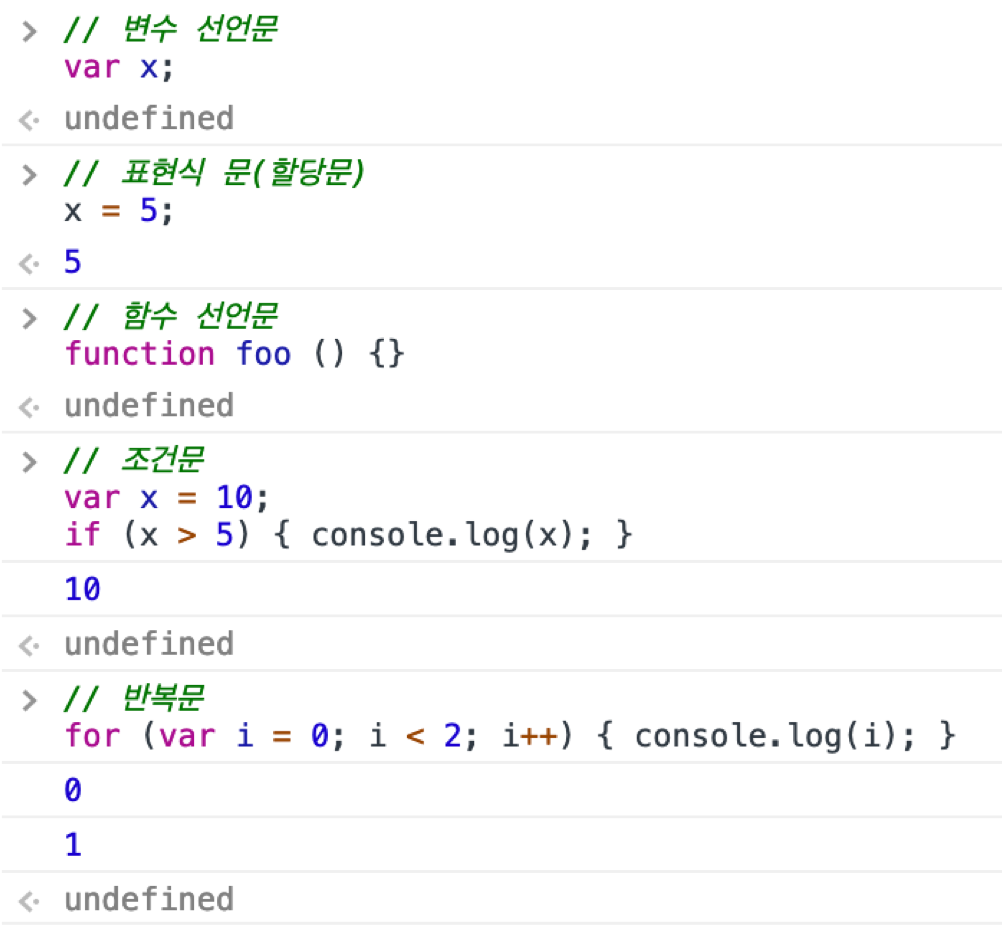 > // 변수 선언문
var x;
<· undefined
> // 표현식 문(할당문)
x = 5;
<· 5
> // 함수 선언문
function foo () {}
<· undefined
> // 조건문
var x = 10;
if (x > 5) { console.log(x); }
10
<· undefined
> // 반복문
for (var i = 0; i < 2; i++) { console.log(i); }
0
1
<· undefined